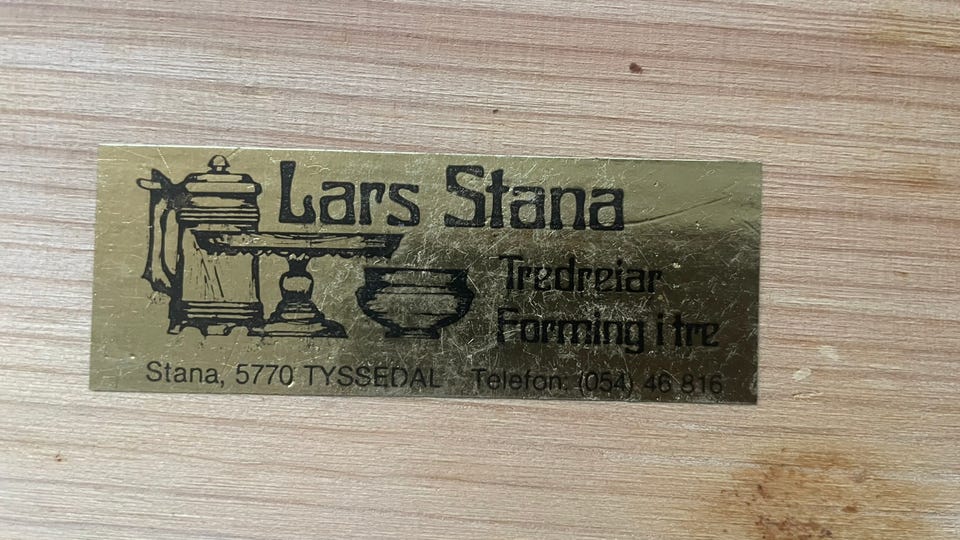 Lars Stana
Tredreiar
Forming i tre
Stana, 5770 TYSSEDAL Telefon: (054) 46 816